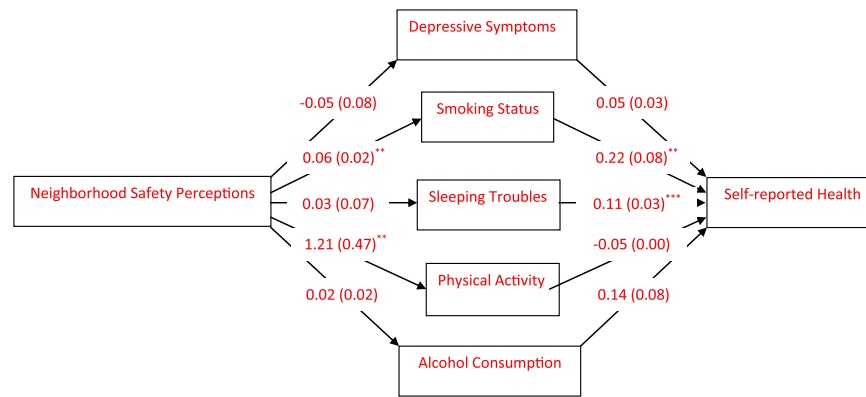 Depressive Symptoms
-0.05 (0.08)
0.05 (0.03)
Smoking Status
0.06 (0.02)**
0.22 (0.08)**
Neighborhood Safety Perceptions
Sleeping Troubles
Self-reported Health
0.03 (0.07)
0.11 (0.03)***
1.21 (0.47)**
-0.05 (0.00)
Physical Activity
0.02 (0.02)
0.14 (0.08)
Alcohol Consumption